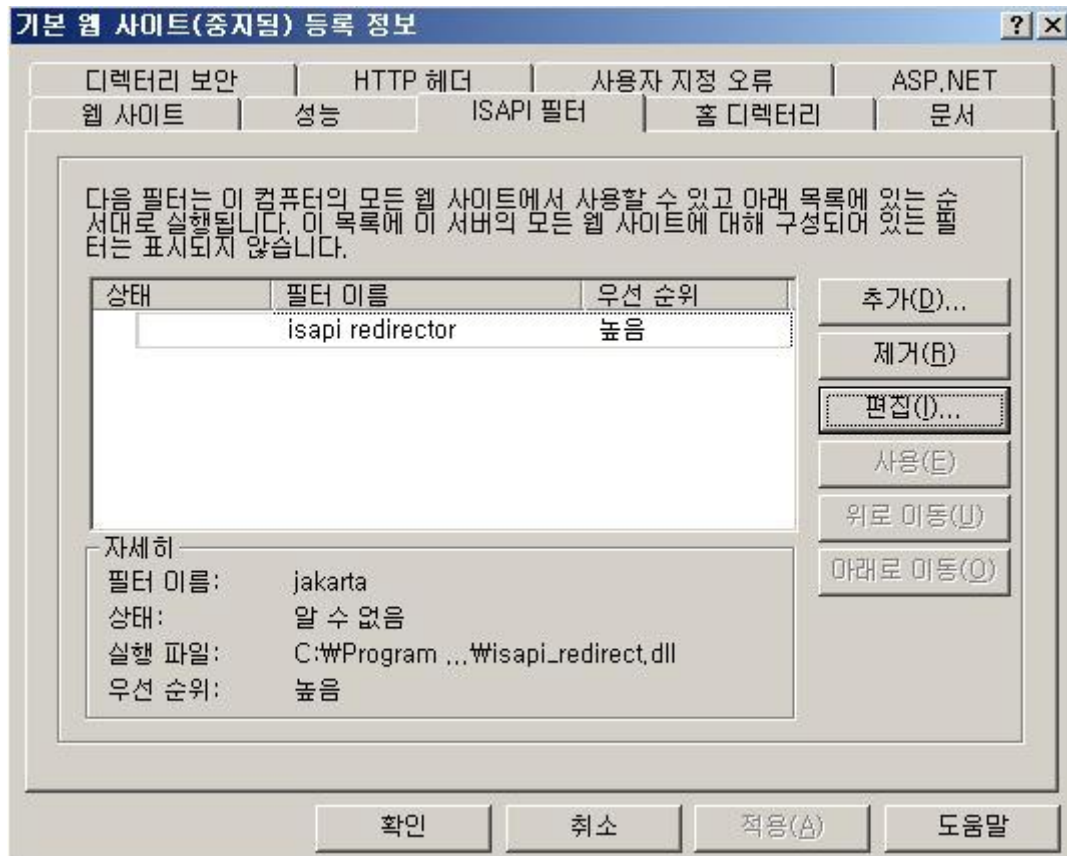 기본 웹 사이트(중지됨) 등록 정보
디렉터리 보안 HTTP 헤더 사용자 지정 오류 ASP.NET
웹 사이트 성능 ISAPI 필터 홈 디렉터리 문서
다음 필터는 이 컴퓨터의 모든 웹 사이트에서 사용할 수 있고 아래 목록에 있는 순
서대로 실행됩니다. 이 목록에 이 서버의 모든 웹 사이트에 대해 구성되어 있는 필
터는 표시되지 않습니다.
상태 필터 이름 우선 순위
isapi redirector 높음
추가(D)...
제거(R)
편집(I)...
사용(E)
위로 이동(U)
아래로 이동(O)
자세히
필터 이름: jakarta
상태: 알 수 없음
실행 파일: C:₩Program ...₩isapi_redirect.dll
우선 순위: 높음
확인 취소 적용(A) 도움말